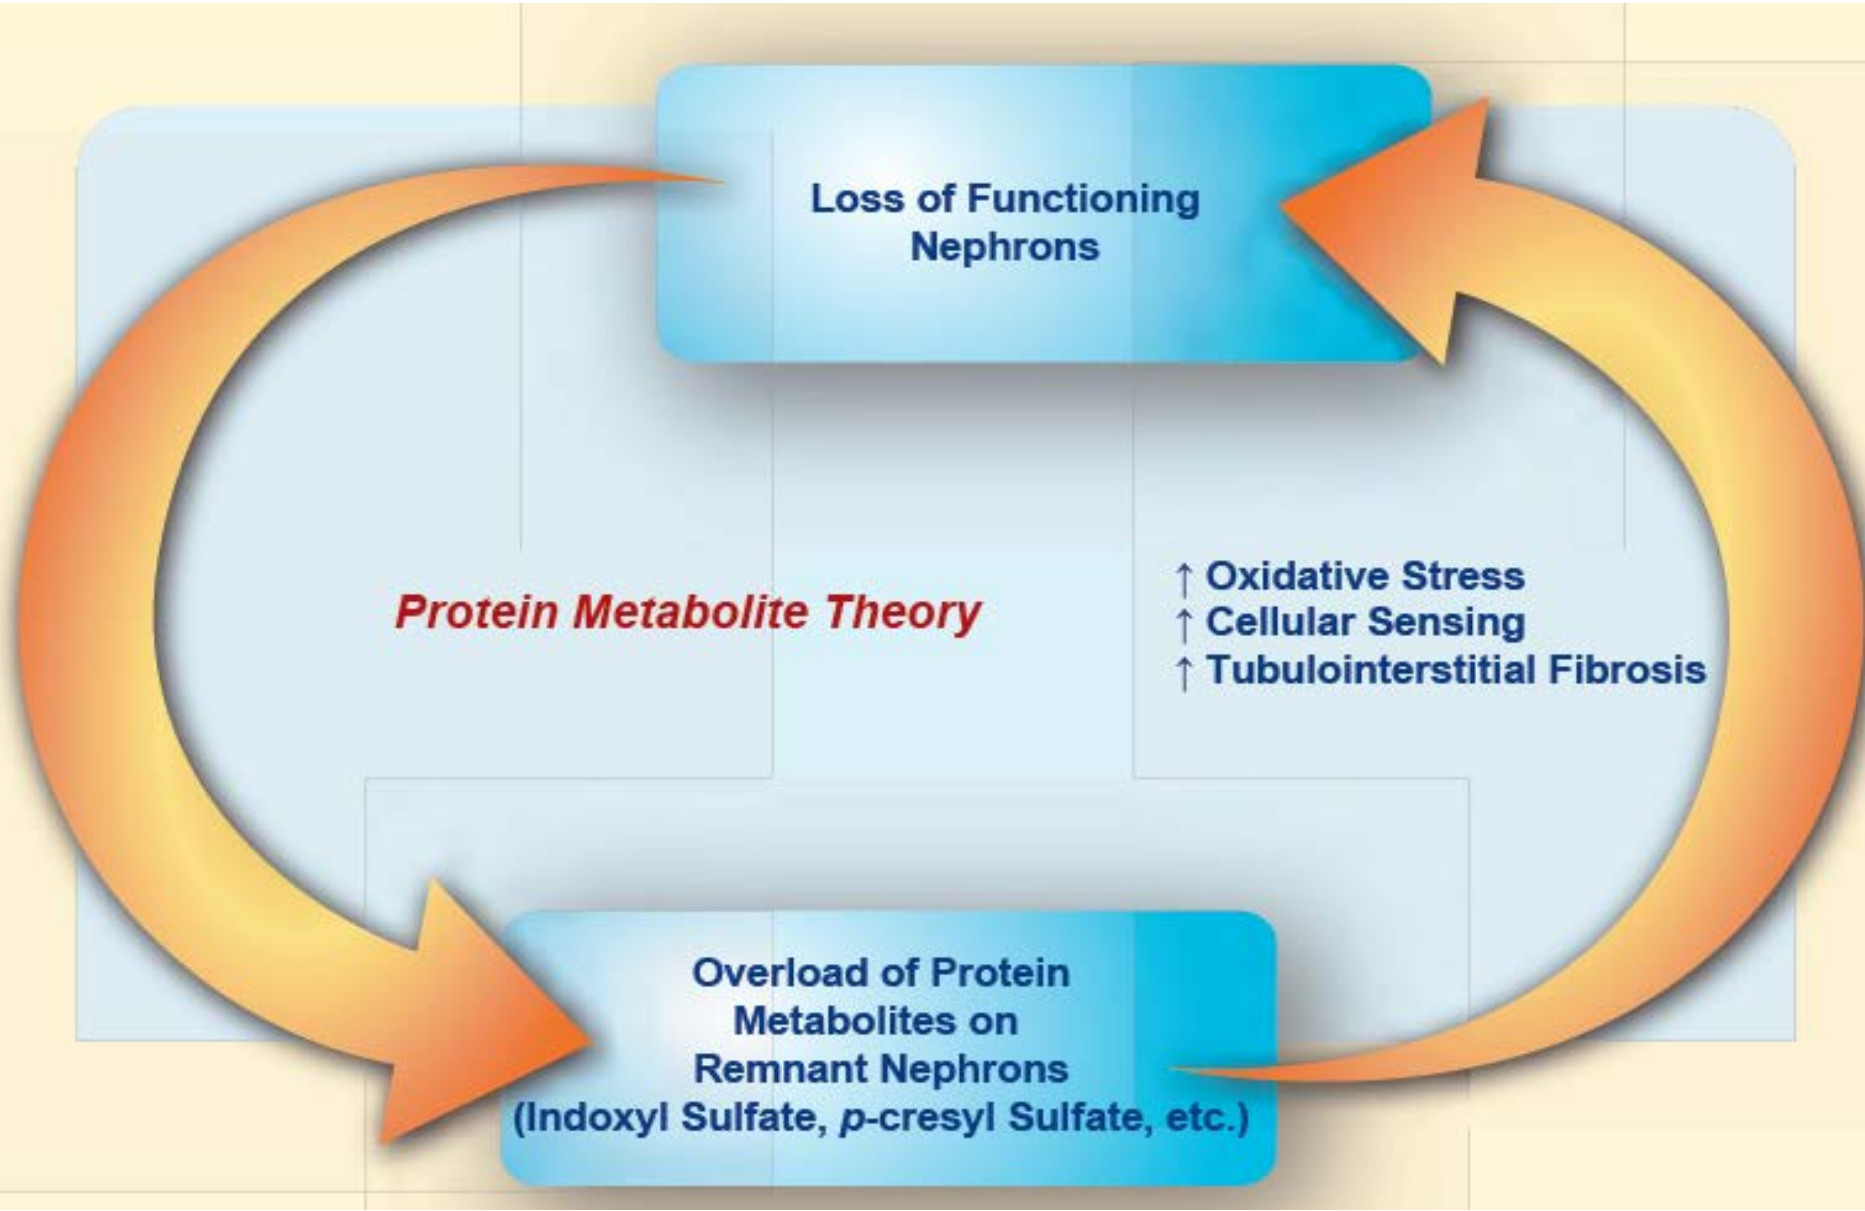 Loss of Functioning
Nephrons
Protein Metabolite Theory
↑ Oxidative Stress
↑ Cellular Sensing
↑ Tubulointerstitial Fibrosis
Overload of Protein
Metabolites on
Remnant Nephrons
(Indoxyl Sulfate, p-cresyl Sulfate, etc.)